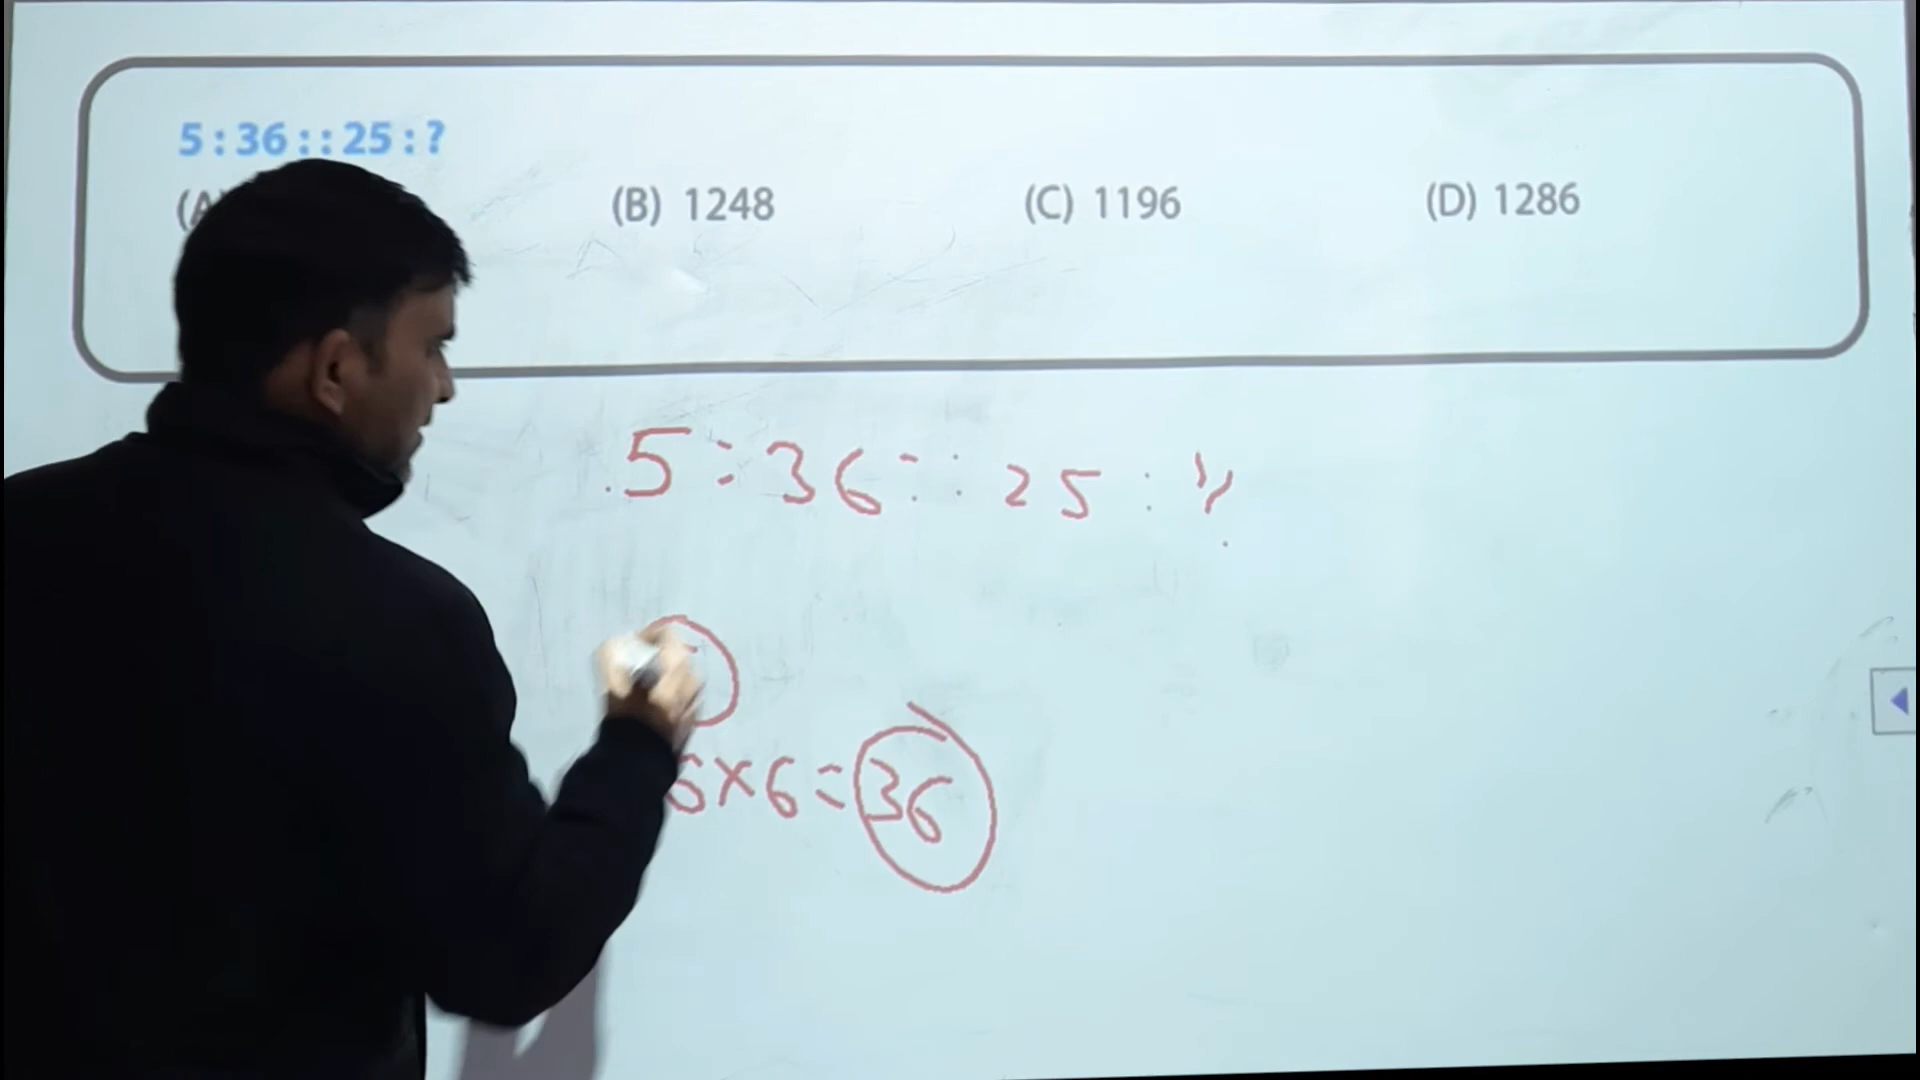 5 : 36 : : 25 : ?
(A
(B) 1248
(C) 1196
(D) 1286
5 : 36 : : 25 : ?
6×6=36